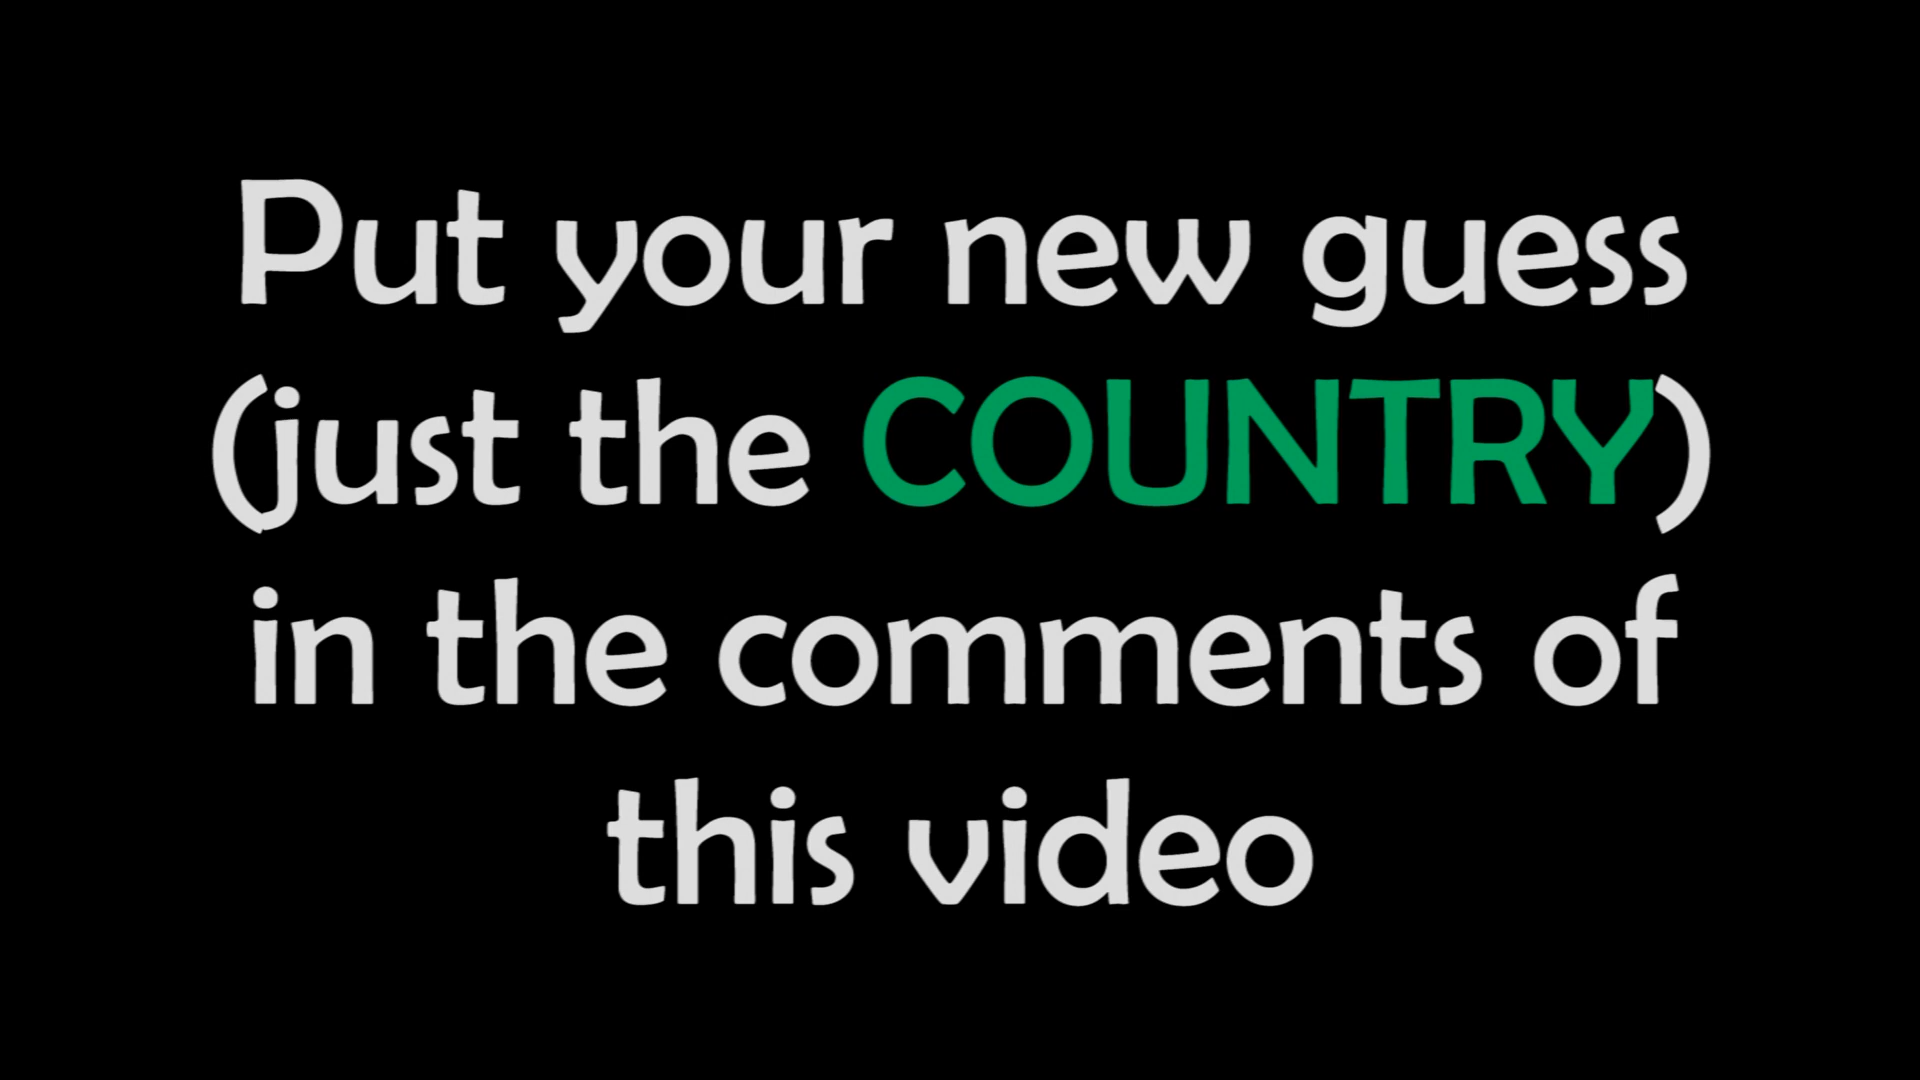 Put your new guess
(just the COUNTRY)
in the comments of
this video